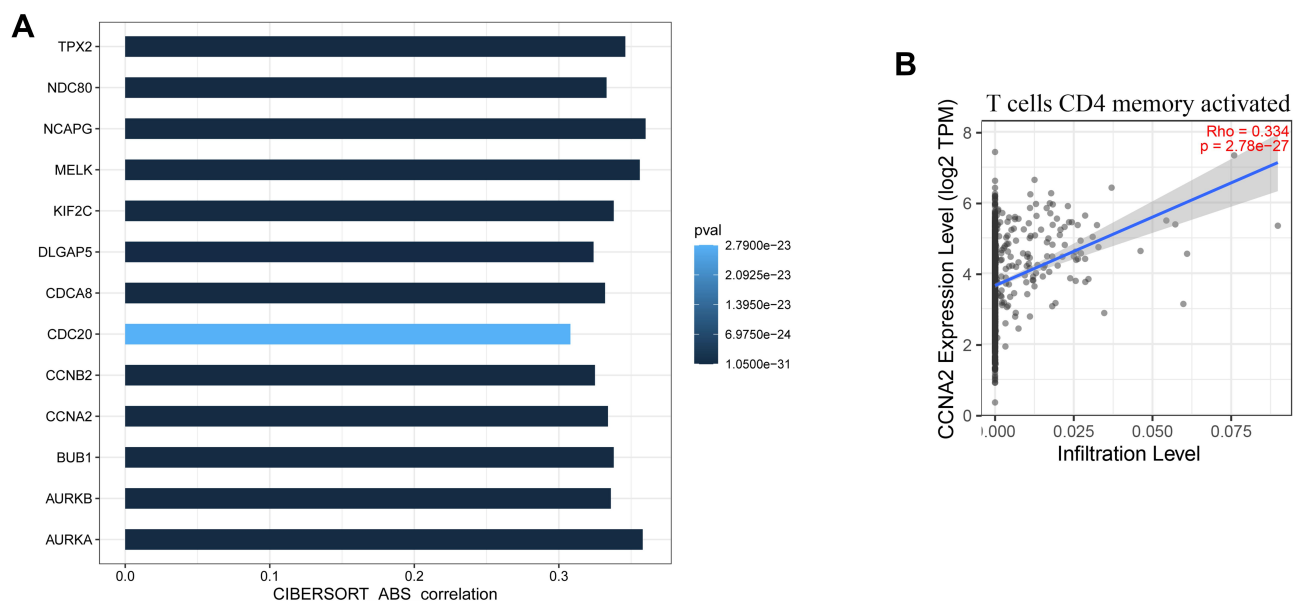 A
TPX2
NDC80
NCAPG
MELK
KIF2C
DLGAP5
CDCA8
CDC20
CCNB2
CCNA2
BUB1
AURKB
AURKA
0.0
0.1
0.2
0.3
CIBERSORT ABS correlation
pval
2.7900e−23
2.0925e−23
1.3950e−23
6.9750e−24
1.0500e−31
B
T cells CD4 memory activated
Rho = 0.334
p = 2.78e−27
CCNA2 Expression Level (log2 TPM)
8
6
4
2
0
0.000
0.025
0.050
0.075
Infiltration Level